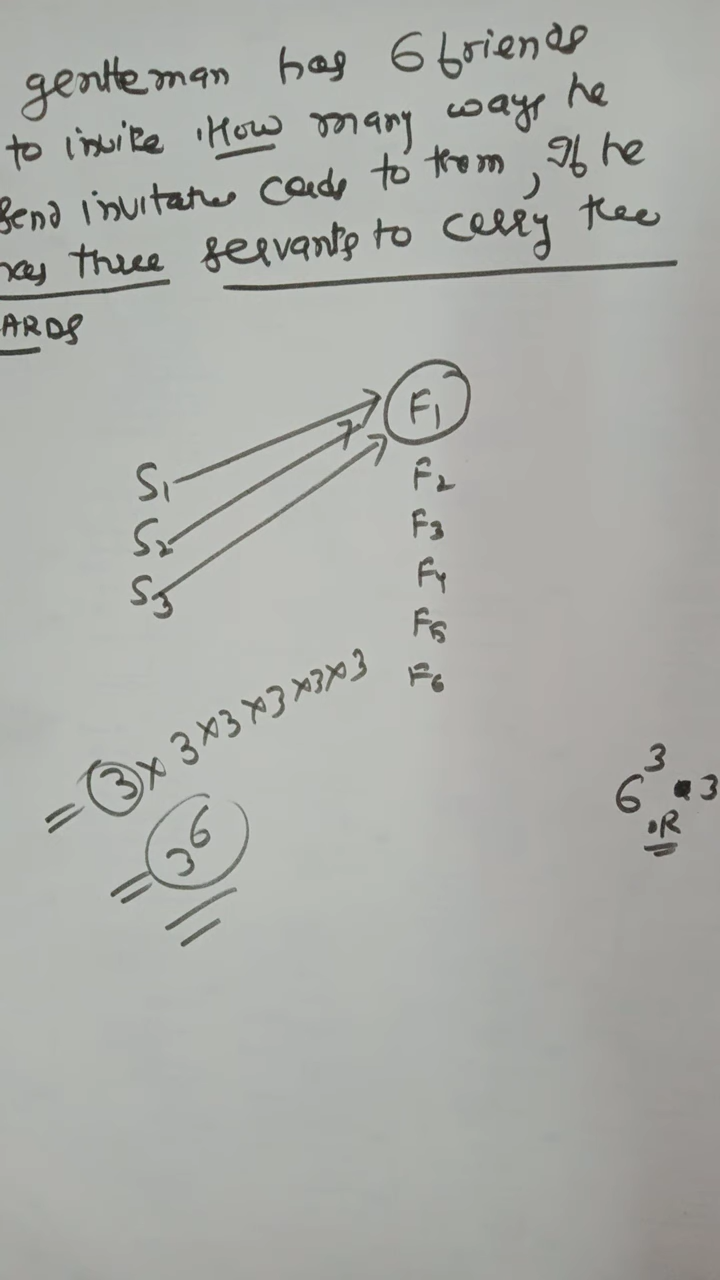 gentleman has 6 friends
to invite . How many ways he
send invitation cards to them, If he
has three servants to carry the
ARDS
F1
S1
F2
S2
F3
S3
F4
F5
F6
= 3 × 3 × 3 × 3 × 3 × 3
6^3 3
OR
= 3^6